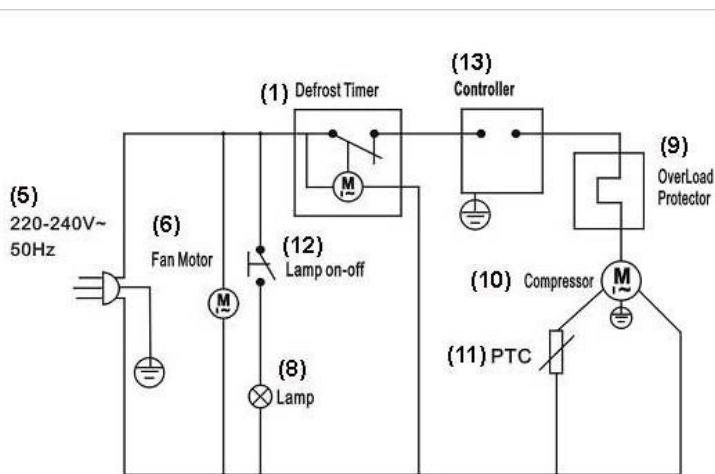 (13)
(1) Defrost Timer
Controller
(9)
OverLoad
Protector
(5)
220-240V~
50Hz
(6)
Fan Motor
M
~
(12)
Lamp on-off
(10) Compressor
M
~
M
~
(11) PTC
(8)
Lamp